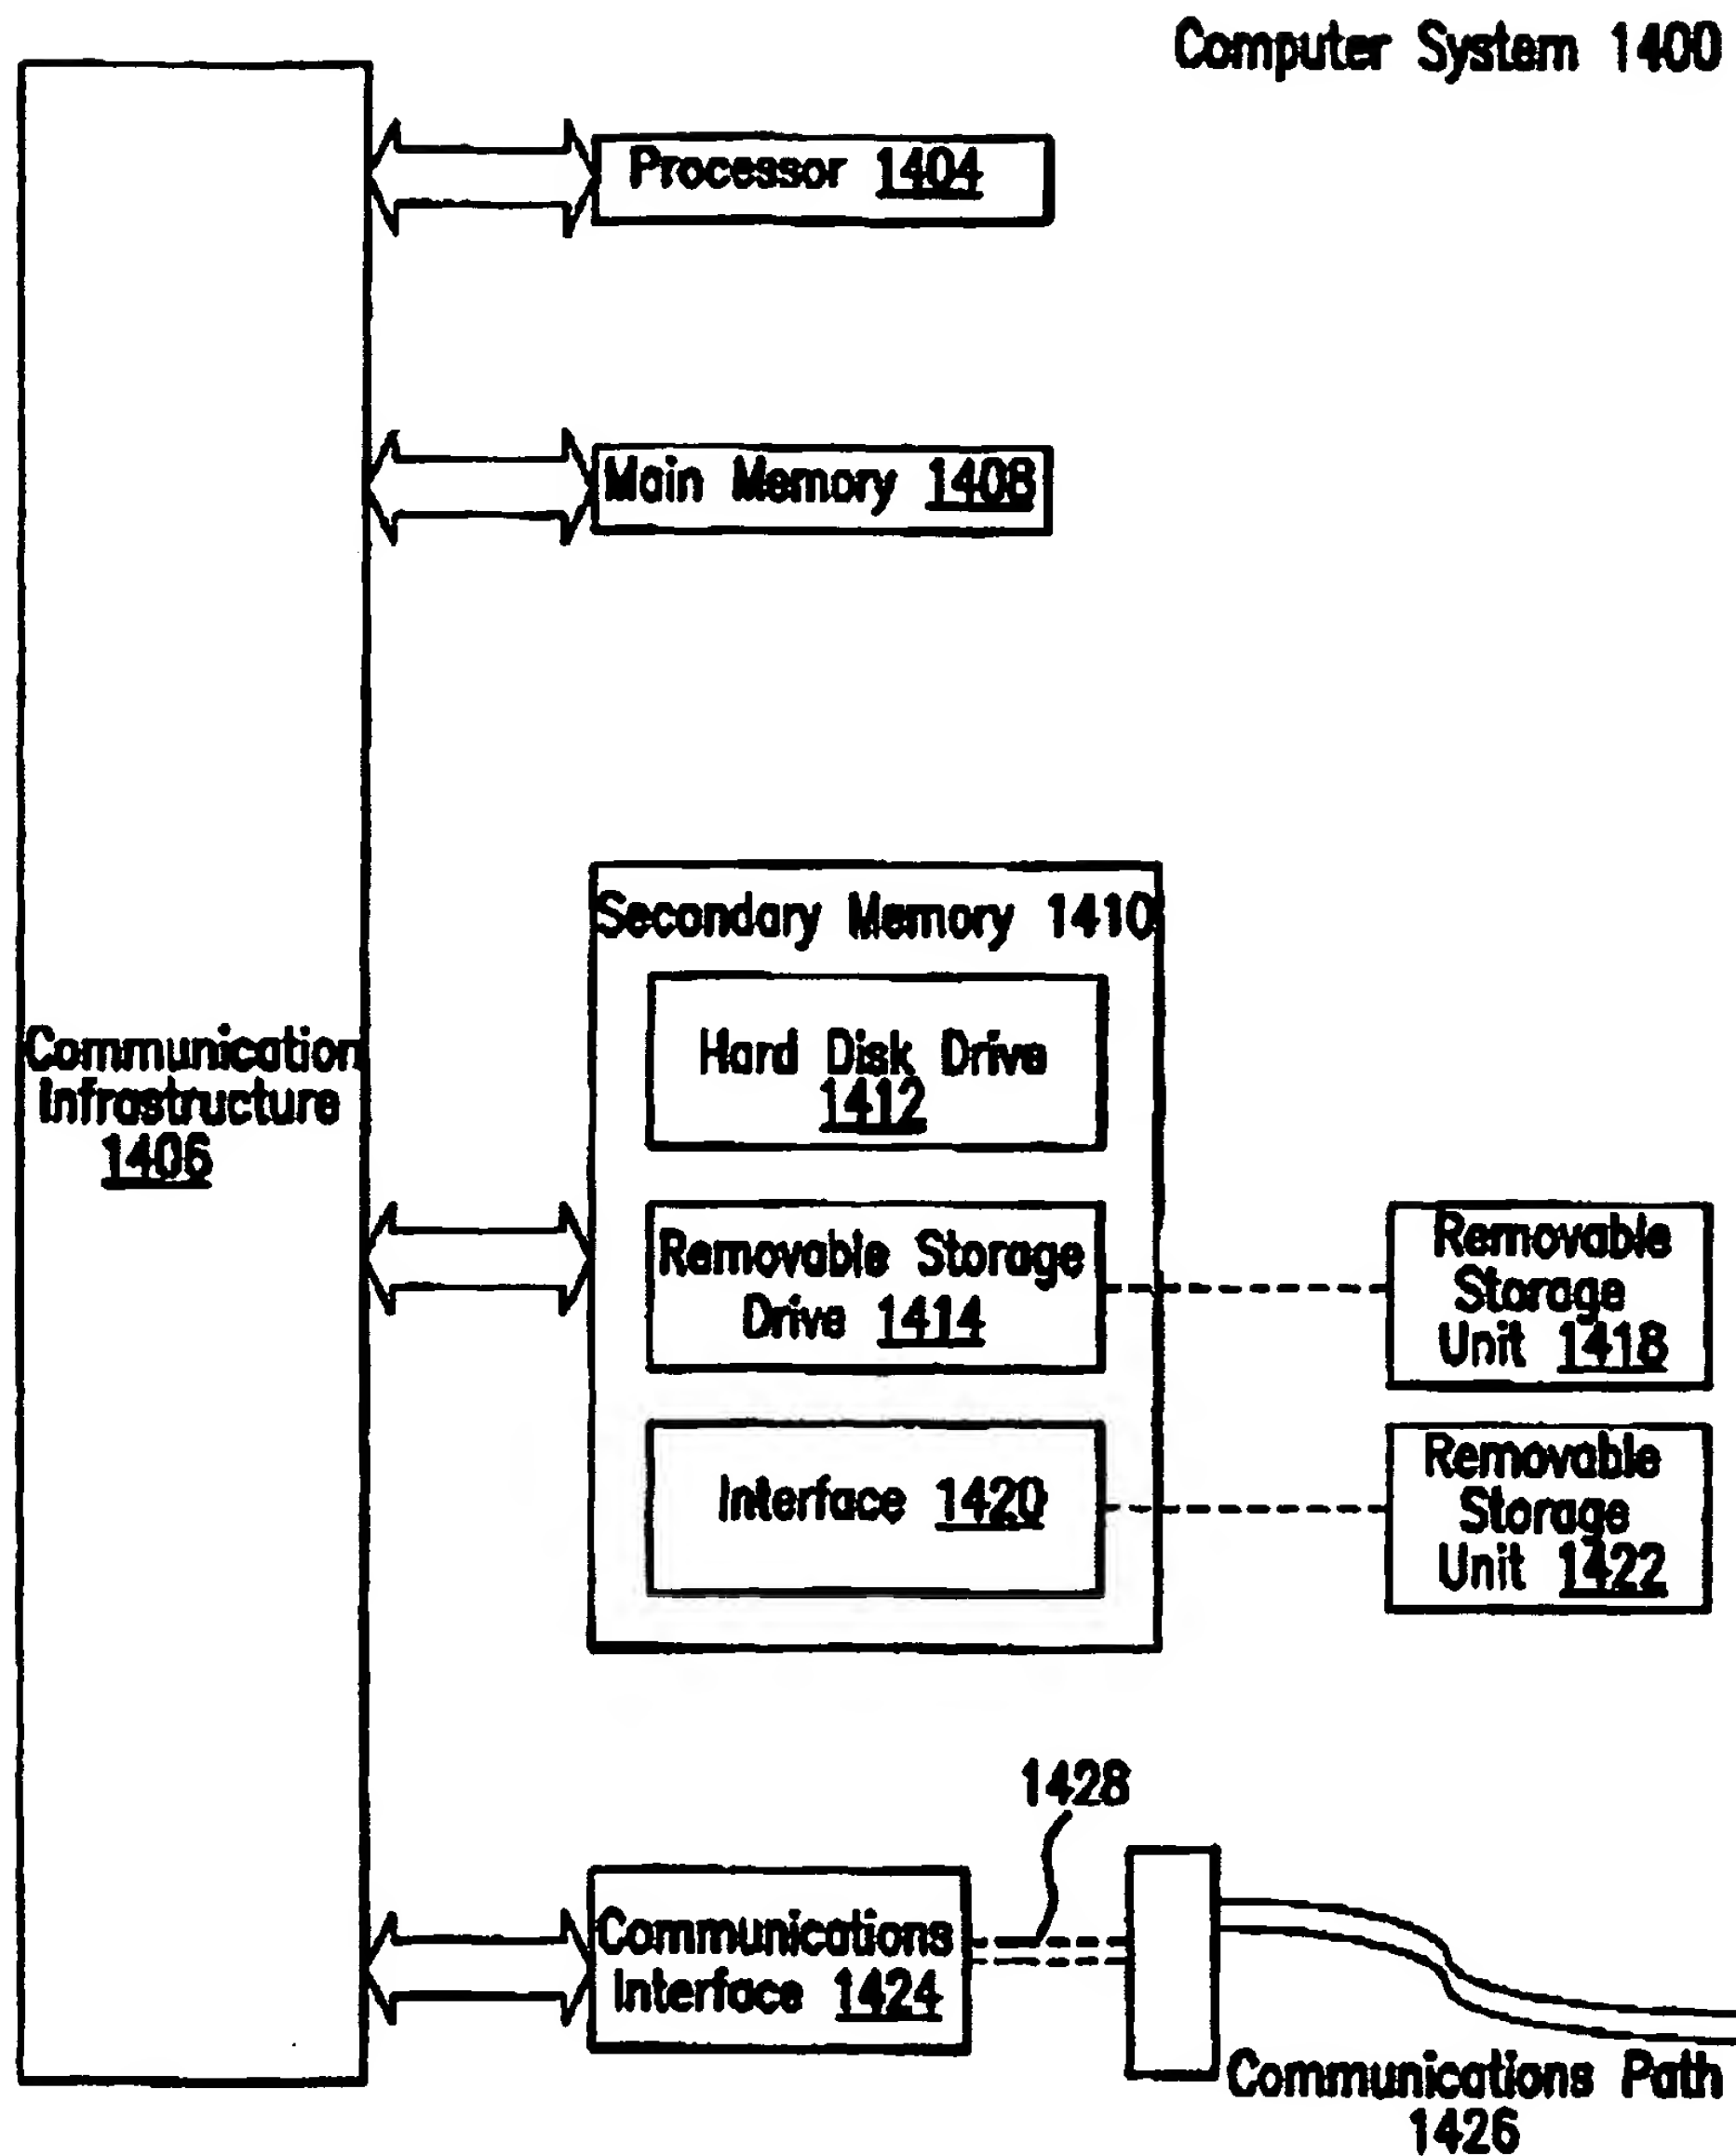 Computer System 1400
Processor 1404
Main Memory 1408
Secondary Memory 1410
Hard Disk Drive
1412
Communication
Infrastructure
1406
Removable Storage
Drive 1414
Removable
Storage
Unit 1418
Interface 1420
Removable
Storage
Unit 1422
1428
Communications
Interface 1424
Communications Path
1426